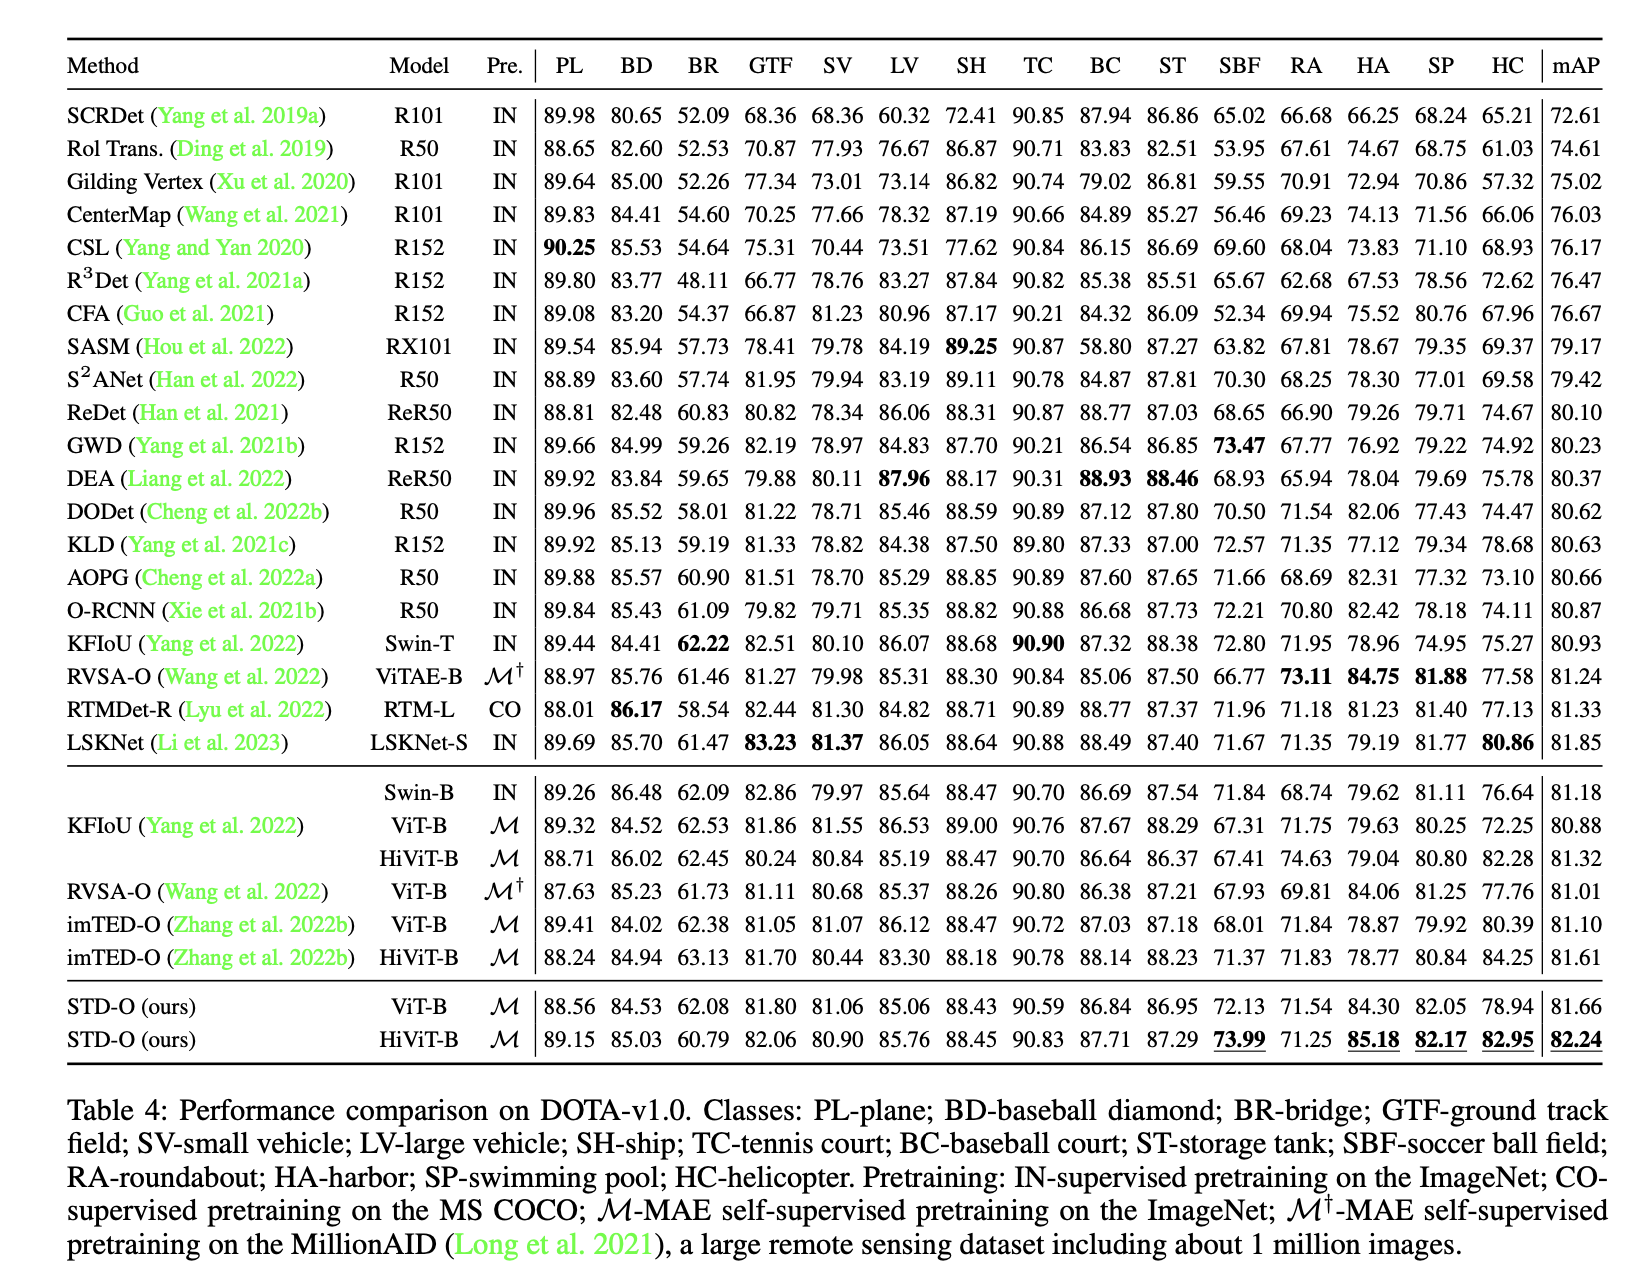 Method Model Pre. PL BD BR GTF SV LV SH TC BC ST SBF RA HA SP HC mAP
SCRDet (Yang et al. 2019a) R101 IN 89.98 80.65 52.09 68.36 68.36 60.32 72.41 90.85 87.94 86.86 65.02 66.68 66.25 68.24 65.21 72.61
Rol Trans. (Ding et al. 2019) R50 IN 88.65 82.60 52.53 70.87 77.93 76.67 86.87 90.71 83.83 82.51 53.95 67.61 74.67 68.75 61.03 74.61
Gilding Vertex (Xu et al. 2020) R101 IN 89.64 85.00 52.26 77.34 73.01 73.14 86.82 90.74 79.02 86.81 59.55 70.91 72.94 70.86 57.32 75.02
CenterMap (Wang et al. 2021) R101 IN 89.83 84.41 54.60 70.25 77.66 78.32 87.19 90.66 84.89 85.27 56.46 69.23 74.13 71.56 66.06 76.03
CSL (Yang and Yan 2020) R152 IN 90.25 85.53 54.64 75.31 70.44 73.51 77.62 90.84 86.15 86.69 69.60 68.04 73.83 71.10 68.93 76.17
R³Det (Yang et al. 2021a) R152 IN 89.80 83.77 48.11 66.77 78.76 83.27 87.84 90.82 85.38 85.51 65.67 62.68 67.53 78.56 72.62 76.47
CFA (Guo et al. 2021) R152 IN 89.08 83.20 54.37 66.87 81.23 80.96 87.17 90.21 84.32 86.09 52.34 69.94 75.52 80.76 67.96 76.67
SASM (Hou et al. 2022) RX101 IN 89.54 85.94 57.73 78.41 79.78 84.19 89.25 90.87 58.80 87.27 63.82 67.81 78.67 79.35 69.37 79.17
S²ANet (Han et al. 2022) R50 IN 88.89 83.60 57.74 81.95 79.94 83.19 89.11 90.78 84.87 87.81 70.30 68.25 78.30 77.01 69.58 79.42
ReDet (Han et al. 2021) ReR50 IN 88.81 82.48 60.83 80.82 78.34 86.06 88.31 90.87 88.77 87.03 68.65 66.90 79.26 79.71 74.67 80.10
GWD (Yang et al. 2021b) R152 IN 89.66 84.99 59.26 82.19 78.97 84.83 87.70 90.21 86.54 86.85 73.47 67.77 76.92 79.22 74.92 80.23
DEA (Liang et al. 2022) ReR50 IN 89.92 83.84 59.65 79.88 80.11 87.96 88.17 90.31 88.93 88.46 68.93 65.94 78.04 79.69 75.78 80.37
DODet (Cheng et al. 2022b) R50 IN 89.96 85.52 58.01 81.22 78.71 85.46 88.59 90.89 87.12 87.80 70.50 71.54 82.06 77.43 74.47 80.62
KLD (Yang et al. 2021c) R152 IN 89.92 85.13 59.19 81.33 78.82 84.38 87.50 89.80 87.33 87.00 72.57 71.35 77.12 79.34 78.68 80.63
AOPG (Cheng et al. 2022a) R50 IN 89.88 85.57 60.90 81.51 78.70 85.29 88.85 90.89 87.60 87.65 71.66 68.69 82.31 77.32 73.10 80.66
O-RCNN (Xie et al. 2021b) R50 IN 89.84 85.43 61.09 79.82 79.71 85.35 88.82 90.88 86.68 87.73 72.21 70.80 82.42 78.18 74.11 80.87
KFIoU (Yang et al. 2022) Swin-T IN 89.44 84.41 62.22 82.51 80.10 86.07 88.68 90.90 87.32 88.38 72.80 71.95 78.96 74.95 75.27 80.93
RVSA-O (Wang et al. 2022) ViTAE-B ℳ† 88.97 85.76 61.46 81.27 79.98 85.31 88.30 90.84 85.06 87.50 66.77 73.11 84.75 81.88 77.58 81.24
RTMDet-R (Lyu et al. 2022) RTM-L CO 88.01 86.17 58.54 82.44 81.30 84.82 88.71 90.89 88.77 87.37 71.96 71.18 81.23 81.40 77.13 81.33
LSKNet (Li et al. 2023) LSKNet-S IN 89.69 85.70 61.47 83.23 81.37 86.05 88.64 90.88 88.49 87.40 71.67 71.35 79.19 81.77 80.86 81.85
Swin-B IN 89.26 86.48 62.09 82.86 79.97 85.64 88.47 90.70 86.69 87.54 71.84 68.74 79.62 81.11 76.64 81.18
KFIoU (Yang et al. 2022) ViT-B ℳ 89.32 84.52 62.53 81.86 81.55 86.53 89.00 90.76 87.67 88.29 67.31 71.75 79.63 80.25 72.25 80.88
HiViT-B ℳ 88.71 86.02 62.45 80.24 80.84 85.19 88.47 90.70 86.64 86.37 67.41 74.63 79.04 80.80 82.28 81.32
RVSA-O (Wang et al. 2022) ViT-B ℳ† 87.63 85.23 61.73 81.11 80.68 85.37 88.26 90.80 86.38 87.21 67.93 69.81 84.06 81.25 77.76 81.01
imTED-O (Zhang et al. 2022b) ViT-B ℳ 89.41 84.02 62.38 81.05 81.07 86.12 88.47 90.72 87.03 87.18 68.01 71.84 78.87 79.92 80.39 81.10
imTED-O (Zhang et al. 2022b) HiViT-B ℳ 88.24 84.94 63.13 81.70 80.44 83.30 88.18 90.78 88.14 88.23 71.37 71.83 78.77 80.84 84.25 81.61
STD-O (ours) ViT-B ℳ 88.56 84.53 62.08 81.80 81.06 85.06 88.43 90.59 86.84 86.95 72.13 71.54 84.30 82.05 78.94 81.66
STD-O (ours) HiViT-B ℳ 89.15 85.03 60.79 82.06 80.90 85.76 88.45 90.83 87.71 87.29 73.99 71.25 85.18 82.17 82.95 82.24
Table 4: Performance comparison on DOTA-v1.0. Classes: PL-plane; BD-baseball diamond; BR-bridge; GTF-ground track
field; SV-small vehicle; LV-large vehicle; SH-ship; TC-tennis court; BC-baseball court; ST-storage tank; SBF-soccer ball field;
RA-roundabout; HA-harbor; SP-swimming pool; HC-helicopter. Pretraining: IN-supervised pretraining on the ImageNet; CO-
supervised pretraining on the MS COCO; ℳ-MAE self-supervised pretraining on the ImageNet; ℳ†-MAE self-supervised
pretraining on the MillionAID (Long et al. 2021), a large remote sensing dataset including about 1 million images.